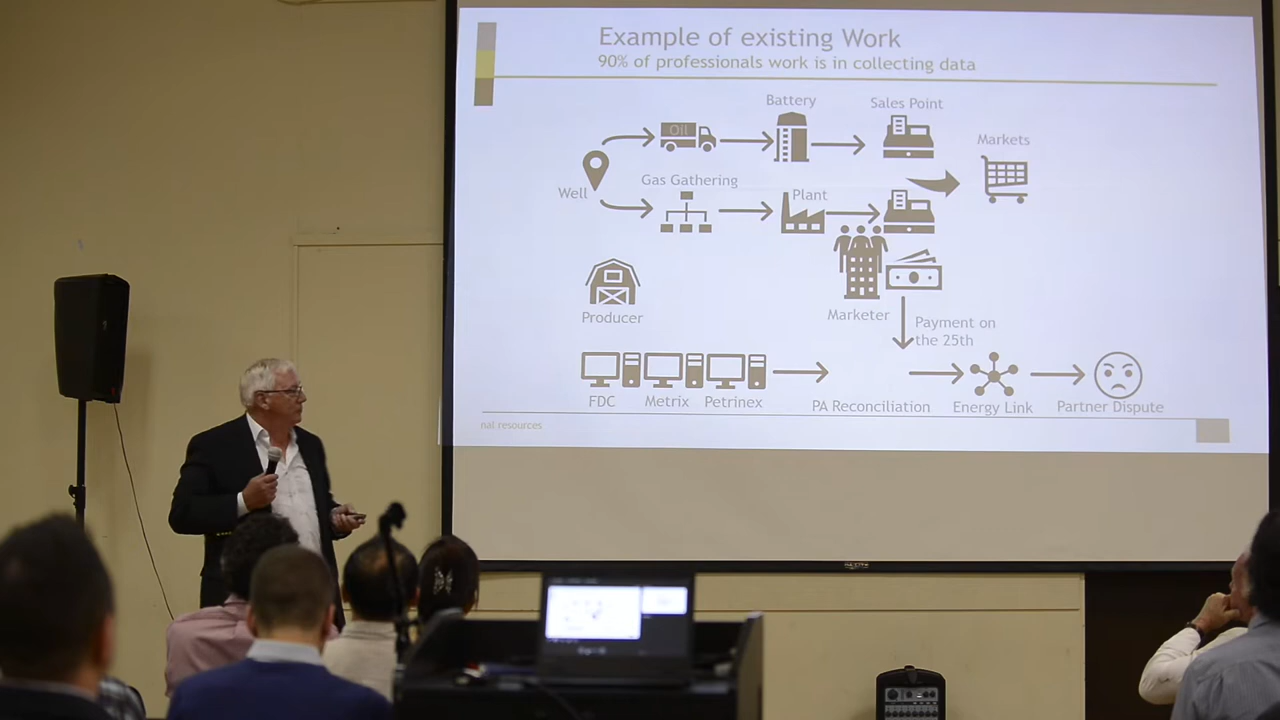 Example of existing Work
90% of professionals work is in collecting data
Battery
Sales Point
Oil
Markets
Well
Gas Gathering
Plant
Producer
Marketer
Payment on
the 25th
FDC
Metrix
Petrinex
PA Reconciliation
Energy Link
Partner Dispute
nal resources